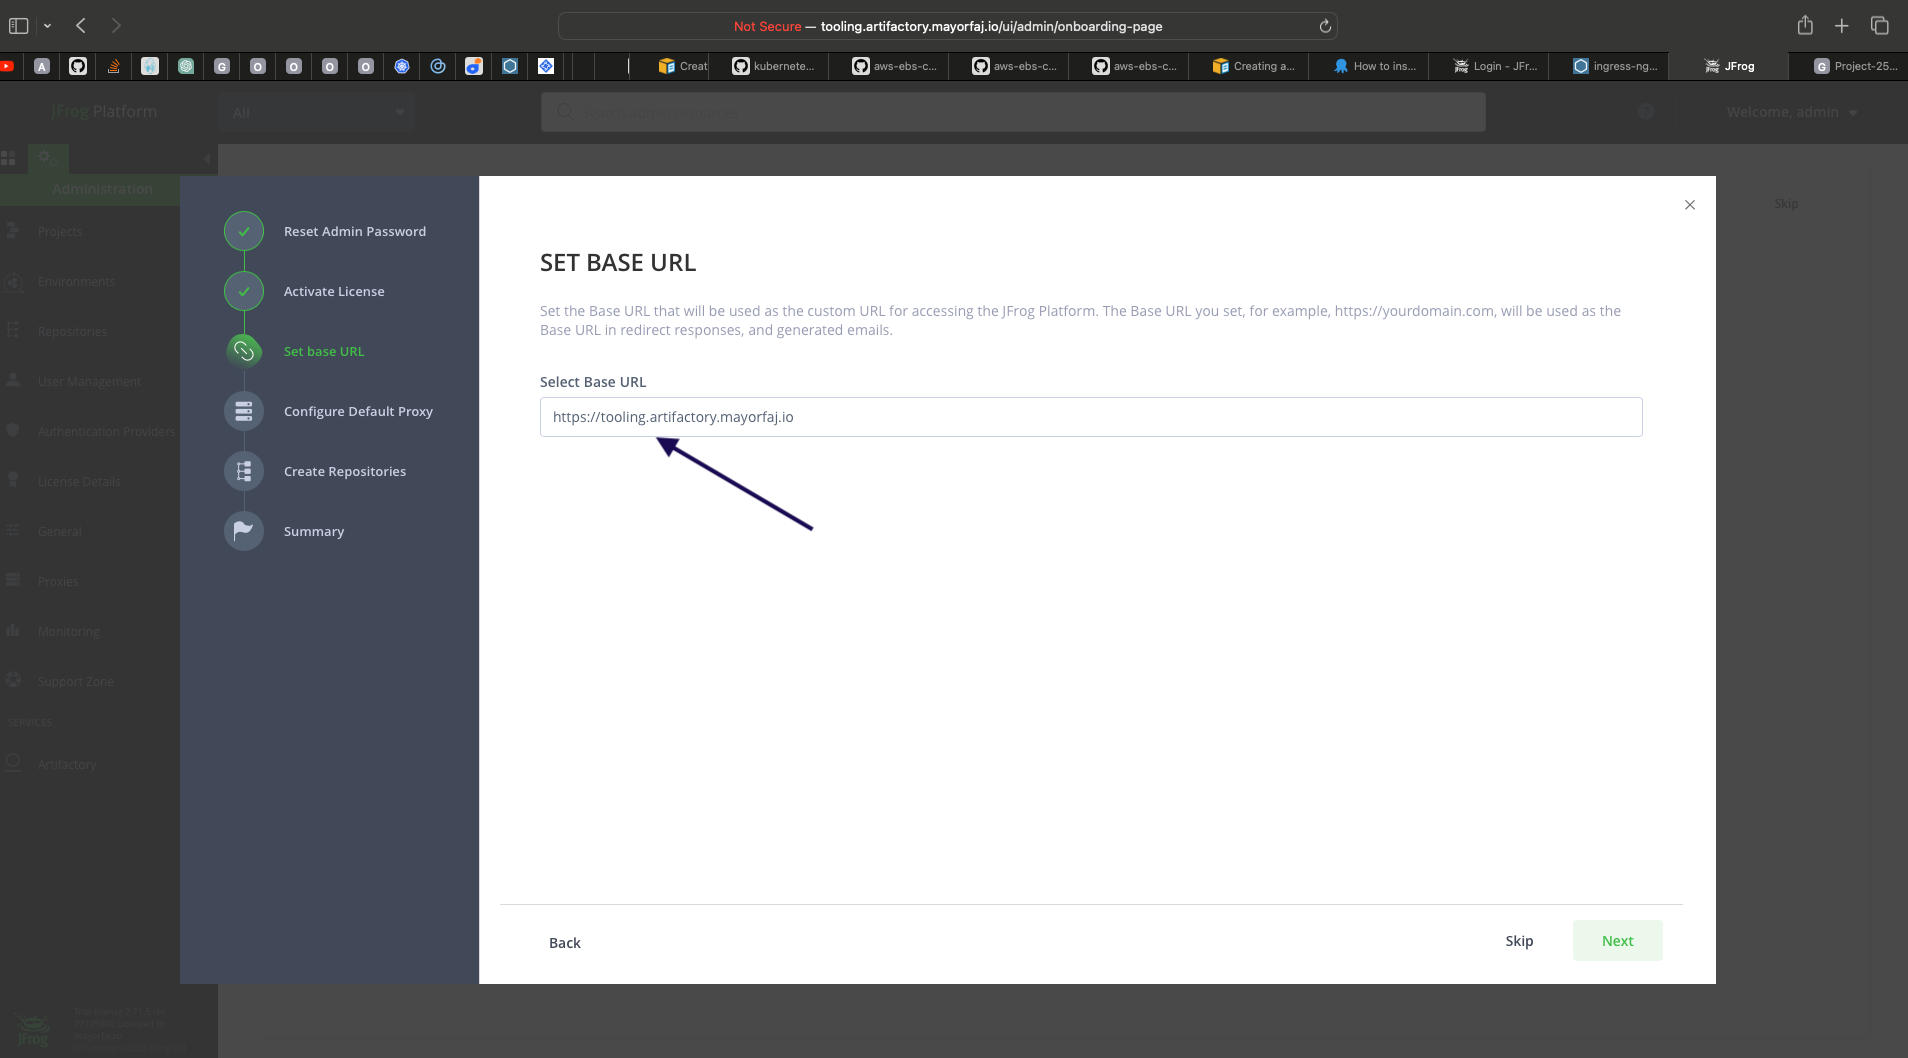 Not Secure — tooling.artifactory.mayorfaj.io/ui/admin/onboarding-page
A
G
O
O
O
O
Creat
kubernete...
aws-ebs-c...
aws-ebs-c...
aws-ebs-c...
Creating a...
How to ins...
Login - JFr...
ingress-ng...
JFrog
G
Project-25...
JFrog Platform
All
Welcome, admin
Administration
Projects
Environments
Repositories
User Management
Authentication Providers
License Details
General
Proxies
Monitoring
Support Zone
SERVICES
Artifactory
JFrog
Skip
Reset Admin Password
Activate License
Set base URL
Configure Default Proxy
Create Repositories
Summary
SET BASE URL
Set the Base URL that will be used as the custom URL for accessing the JFrog Platform. The Base URL you set, for example, https://yourdomain.com, will be used as the
Base URL in redirect responses, and generated emails.
Select Base URL
https://tooling.artifactory.mayorfaj.io
Back
Skip
Next